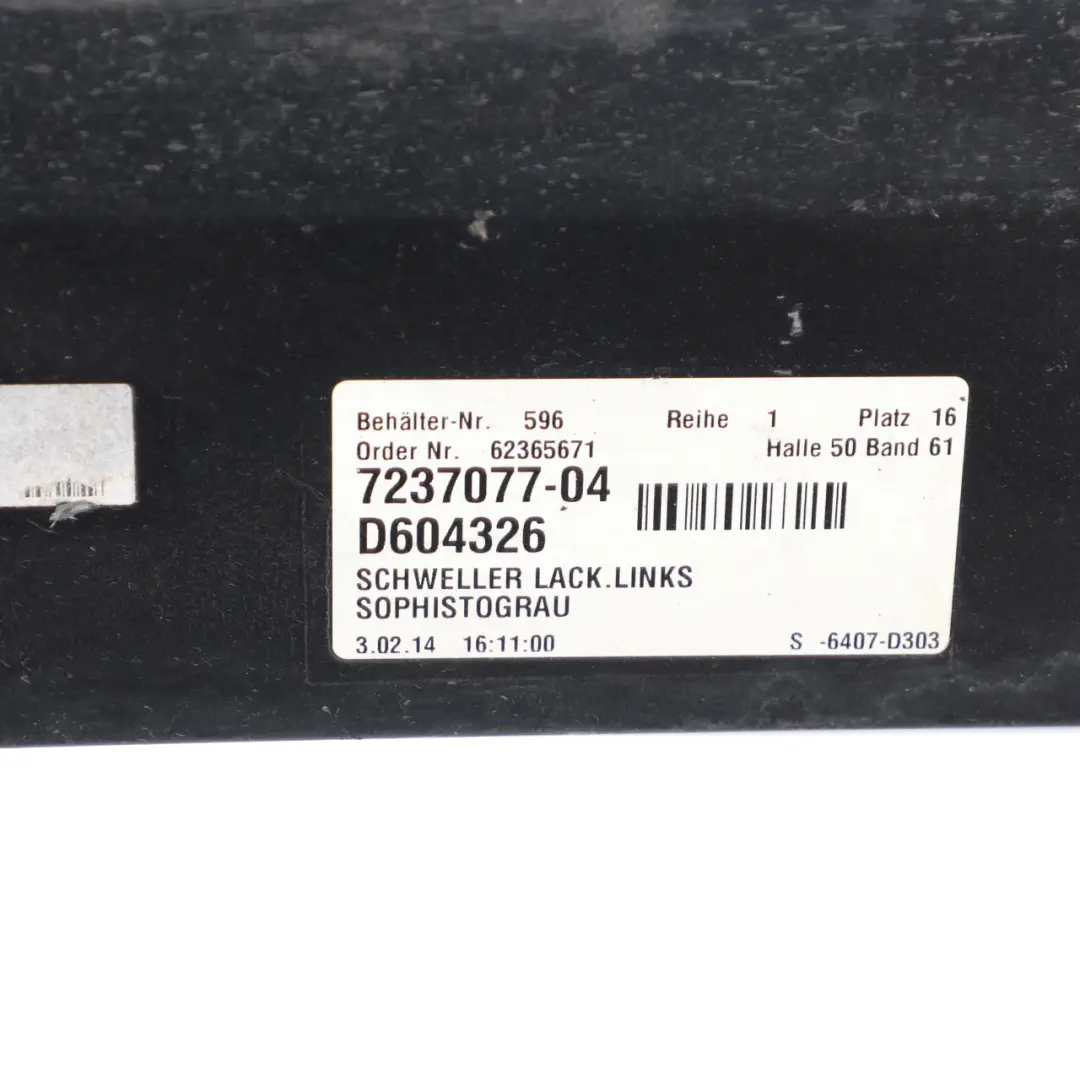 Behälter-Nr. 596 Reihe 1 Platz 16
Order Nr. 62365671 Halle 50 Band 61
7237077-04
D604326
SCHWELLER LACK.LINKS
SOPHISTOGRAU
3.02.14 16:11:00 S -6407-D303